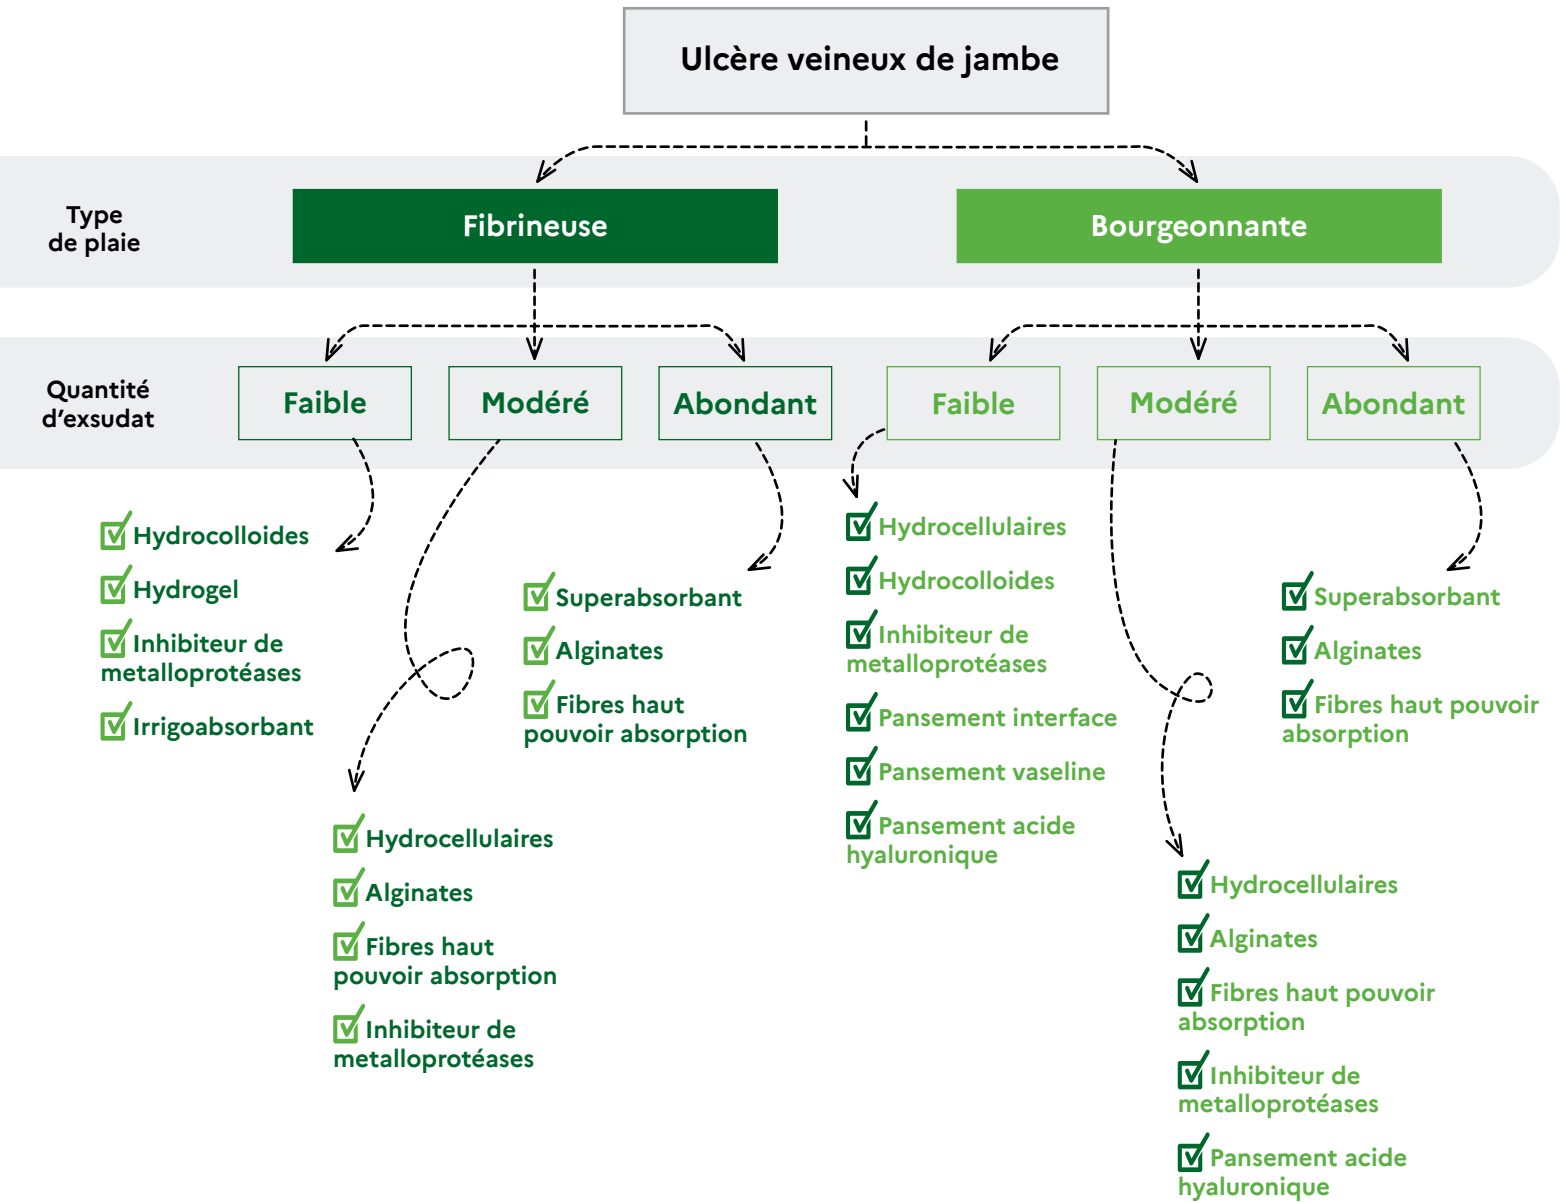 Ulcère veineux de jambe
Type
de plaie
Fibrineuse
Bourgeonnante
Quantité
d’exsudat
Faible
Modéré
Abondant
Faible
Modéré
Abondant
Hydrocolloides
Hydrogel
Inhibiteur de
metalloprotéases
Irrigoabsorbant
Hydrocellulaires
Alginates
Fibres haut
pouvoir absorption
Inhibiteur de
metalloprotéases
Superabsorbant
Alginates
Fibres haut
pouvoir absorption
Hydrocellulaires
Hydrocolloides
Inhibiteur de
metalloprotéases
Pansement interface
Pansement vaseline
Pansement acide
hyaluronique
Hydrocellulaires
Alginates
Fibres haut pouvoir
absorption
Inhibiteur de
metalloprotéases
Pansement acide
hyaluronique
Superabsorbant
Alginates
Fibres haut pouvoir
absorption